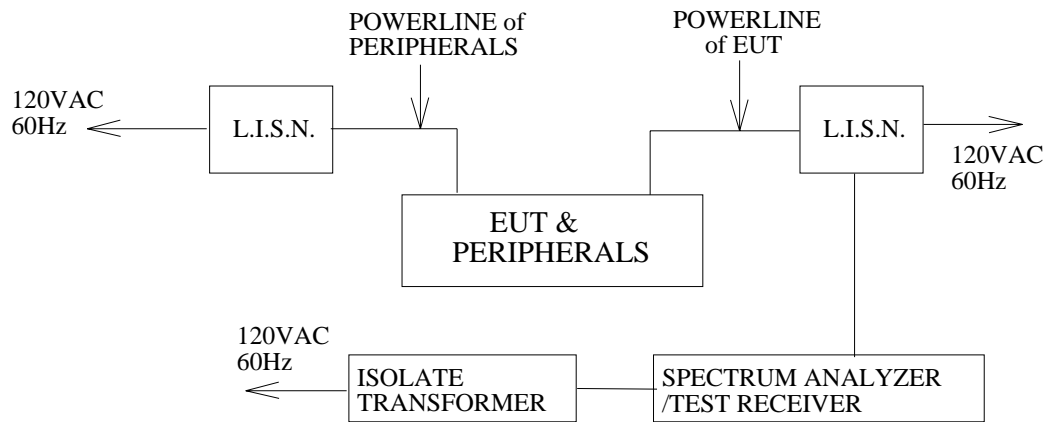 POWERLINE of
PERIPHERALS
POWERLINE
of EUT
120VAC
60Hz
L.I.S.N.
L.I.S.N.
120VAC
60Hz
EUT &
PERIPHERALS
120VAC
60Hz
ISOLATE
TRANSFORMER
SPECTRUM ANALYZER
/TEST RECEIVER